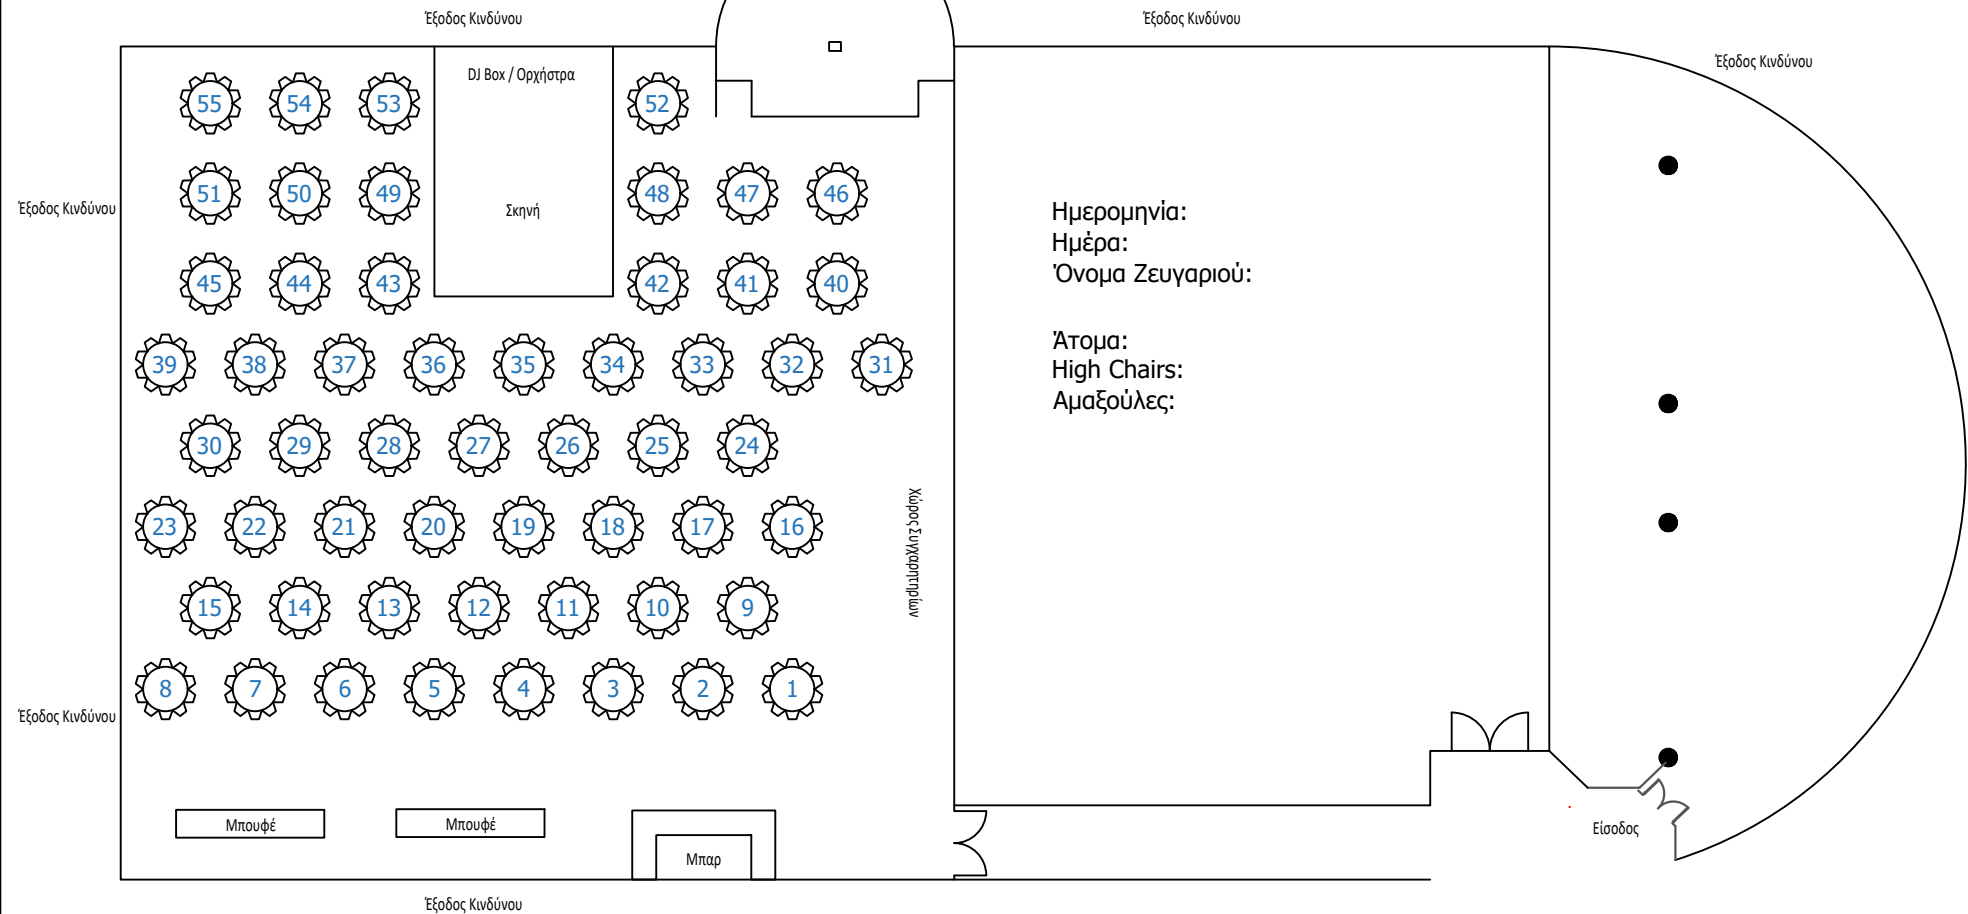 Έξοδος Κινδύνου
Έξοδος Κινδύνου
Έξοδος Κινδύνου
DJ Box / Ορχήστρα
55 54 53 52
51 50 49 48 47 46
Έξοδος Κινδύνου
Σκηνή
45 44 43 42 41 40
39 38 37 36 35 34 33 32 31
30 29 28 27 26 25 24
23 22 21 20 19 18 17 16
15 14 13 12 11 10 9
8 7 6 5 4 3 2 1
Χώρος Συγχαρητηρίων
Ημερομηνία:
Ημέρα:
Όνομα Ζευγαριού:
Άτομα:
High Chairs:
Αμαξούλες:
Έξοδος Κινδύνου
Μπουφέ
Μπουφέ
Μπαρ
Είσοδος
Έξοδος Κινδύνου